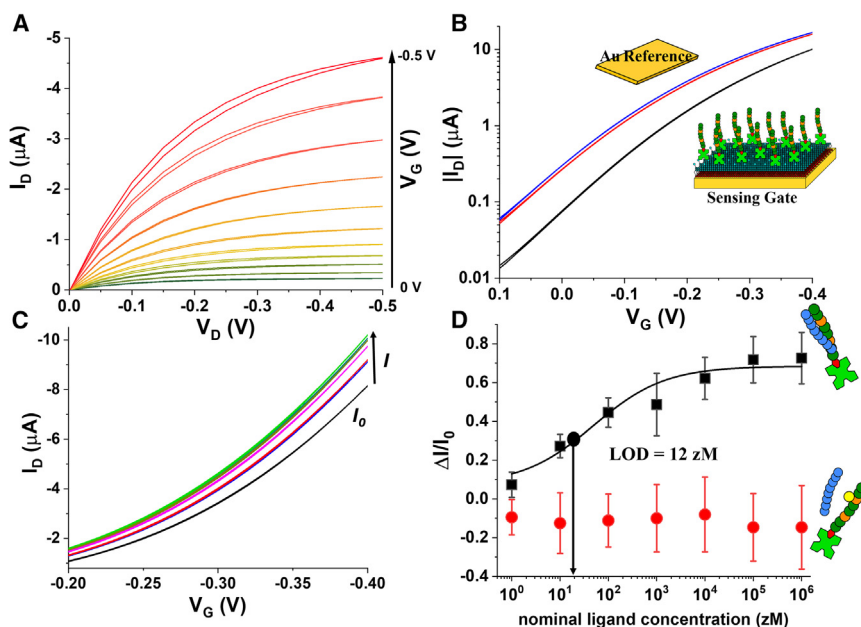 A
-5
-4
-3
-2
-1
0
I_D (μA)
0.0 -0.1 -0.2 -0.3 -0.4 -0.5
V_D (V)
-0.5 V
V_G (V)
0 V
B
10
1
0.1
0.01
|I_D| (μA)
Au Reference
Sensing Gate
0.1 0.0 -0.1 -0.2 -0.3 -0.4
V_G (V)
C
-10
-8
-6
-4
-2
I_D (μA)
I
I_0
-0.20 -0.25 -0.30 -0.35 -0.40
V_G (V)
D
0.8
0.6
0.4
0.2
0.0
-0.2
-0.4
ΔI/I_0
LOD = 12 zM
10^0 10^1 10^2 10^3 10^4 10^5 10^6
nominal ligand concentration (zM)